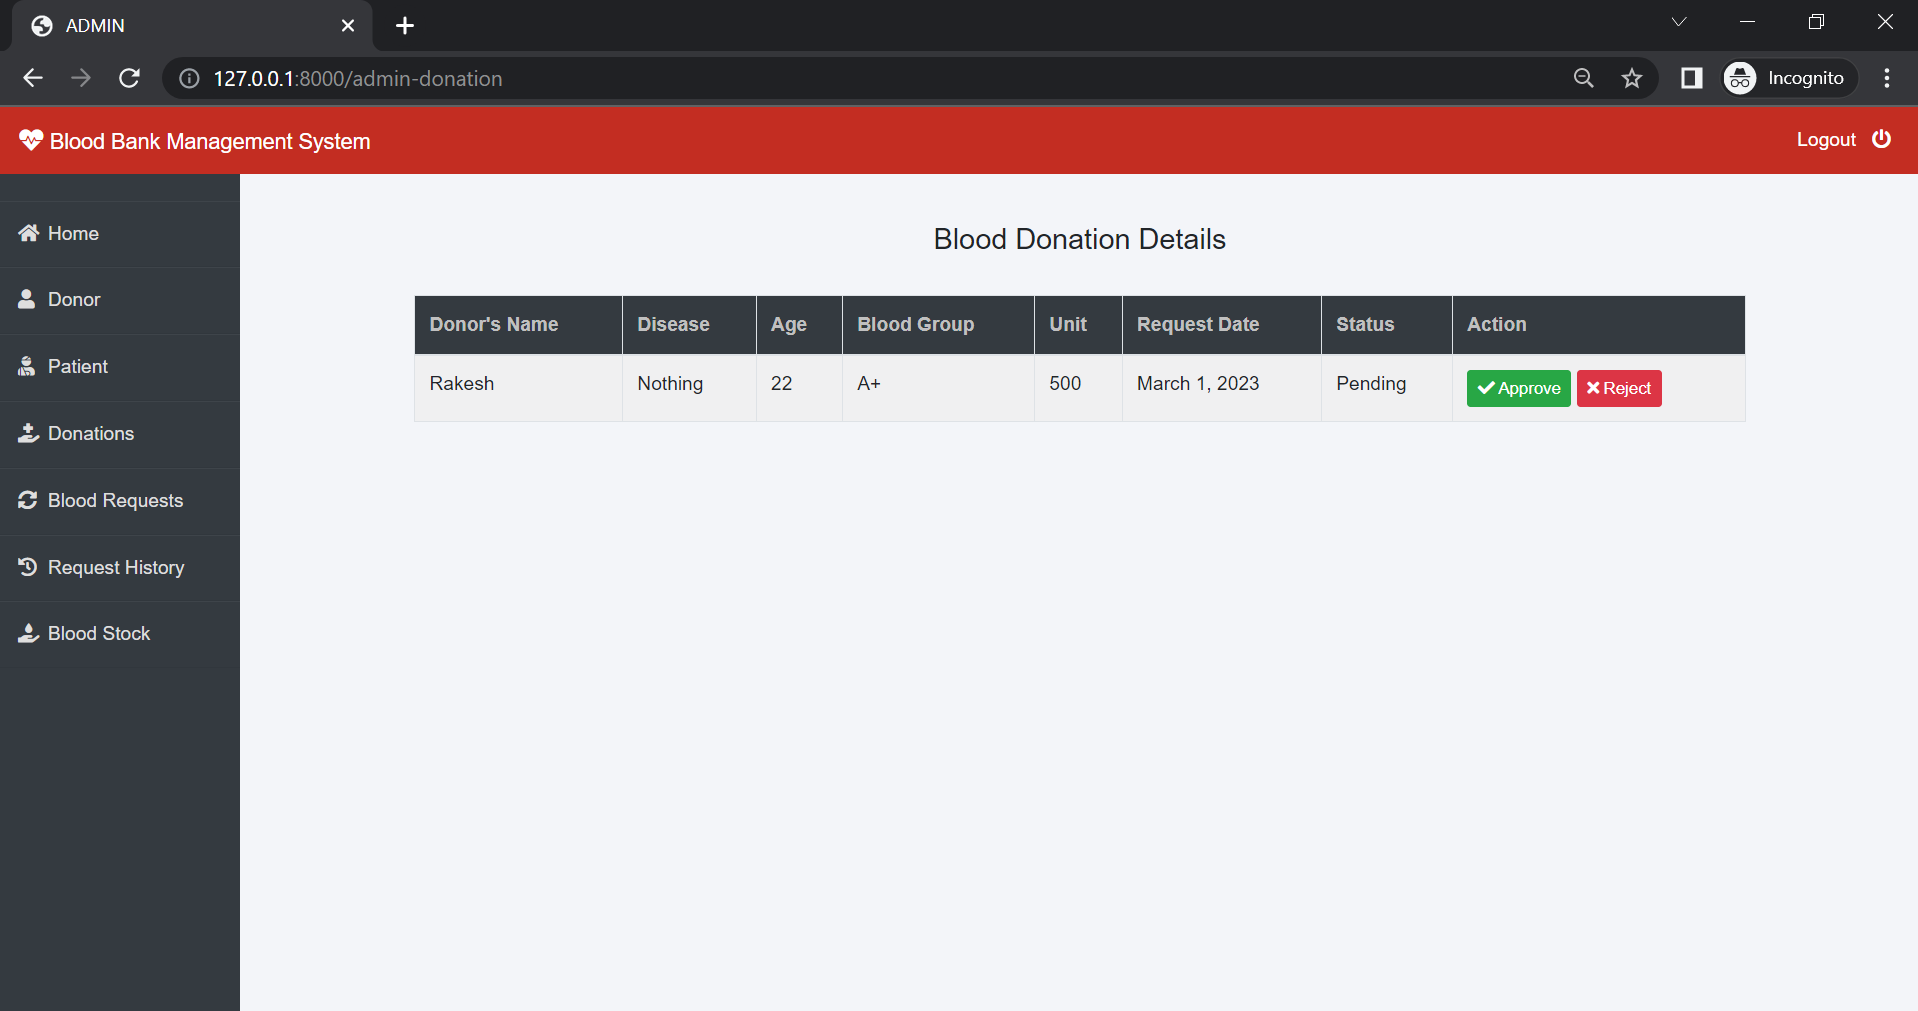 ADMIN
127.0.0.1:8000/admin-donation
Incognito
Blood Bank Management System
Logout
Home
Donor
Patient
Donations
Blood Requests
Request History
Blood Stock
Blood Donation Details
Donor's Name Disease Age Blood Group Unit Request Date Status Action
Rakesh Nothing 22 A+ 500 March 1, 2023 Pending Approve Reject